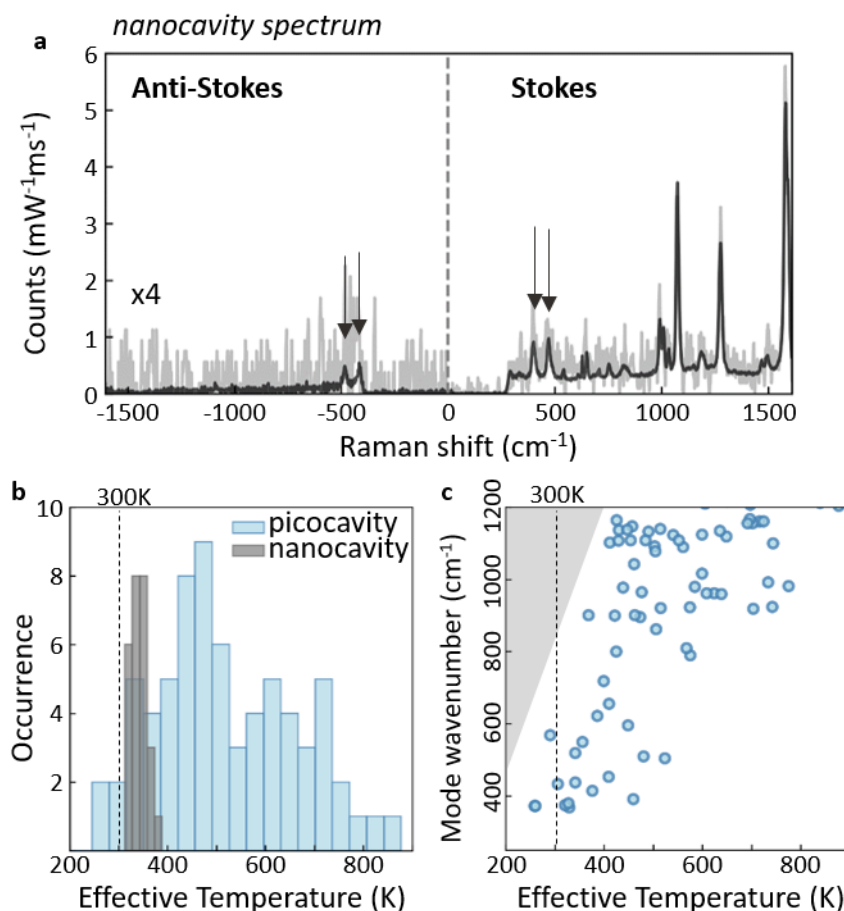 nanocavity spectrum
a
Anti-Stokes
Stokes
x4
Counts (mW⁻¹ms⁻¹)
6
5
4
3
2
1
0
-1500 -1000 -500 0 500 1000 1500
Raman shift (cm⁻¹)
b
300K
picocavity
nanocavity
Occurrence
10
8
6
4
2
200 400 600 800
Effective Temperature (K)
c
300K
Mode wavenumber (cm⁻¹)
1200
1000
800
600
400
200 400 600 800
Effective Temperature (K)